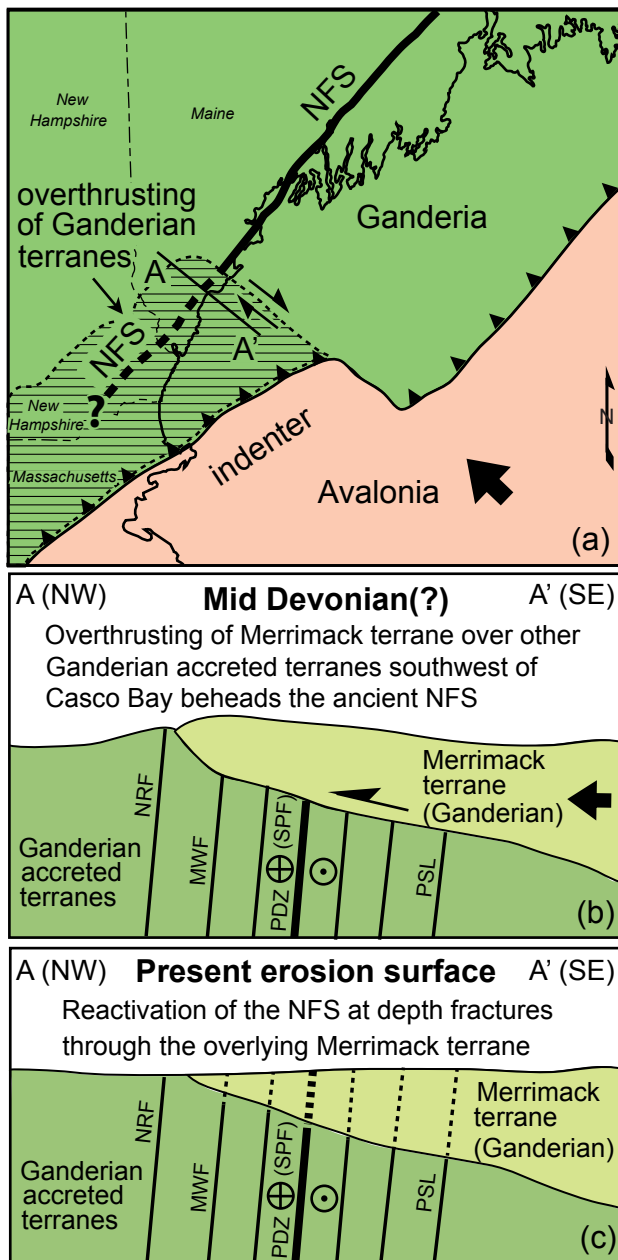 New
Hampshire
Maine
NFS
overthrusting
of Ganderian
terranes
Ganderia
A
A'
NFS
?
New
Hampshire
Massachusetts
indenter
Avalonia
N
(a)
A (NW) Mid Devonian(?) A' (SE)
Overthrusting of Merrimack terrane over other
Ganderian accreted terranes southwest of
Casco Bay beheads the ancient NFS
Merrimack
terrane
(Ganderian)
NRF
MWF
PDZ (SPF)
PSL
Ganderian
accreted
terranes
(b)
A (NW) Present erosion surface A' (SE)
Reactivation of the NFS at depth fractures
through the overlying Merrimack terrane
Merrimack
terrane
(Ganderian)
NRF
MWF
PDZ (SPF)
PSL
Ganderian
accreted
terranes
(c)